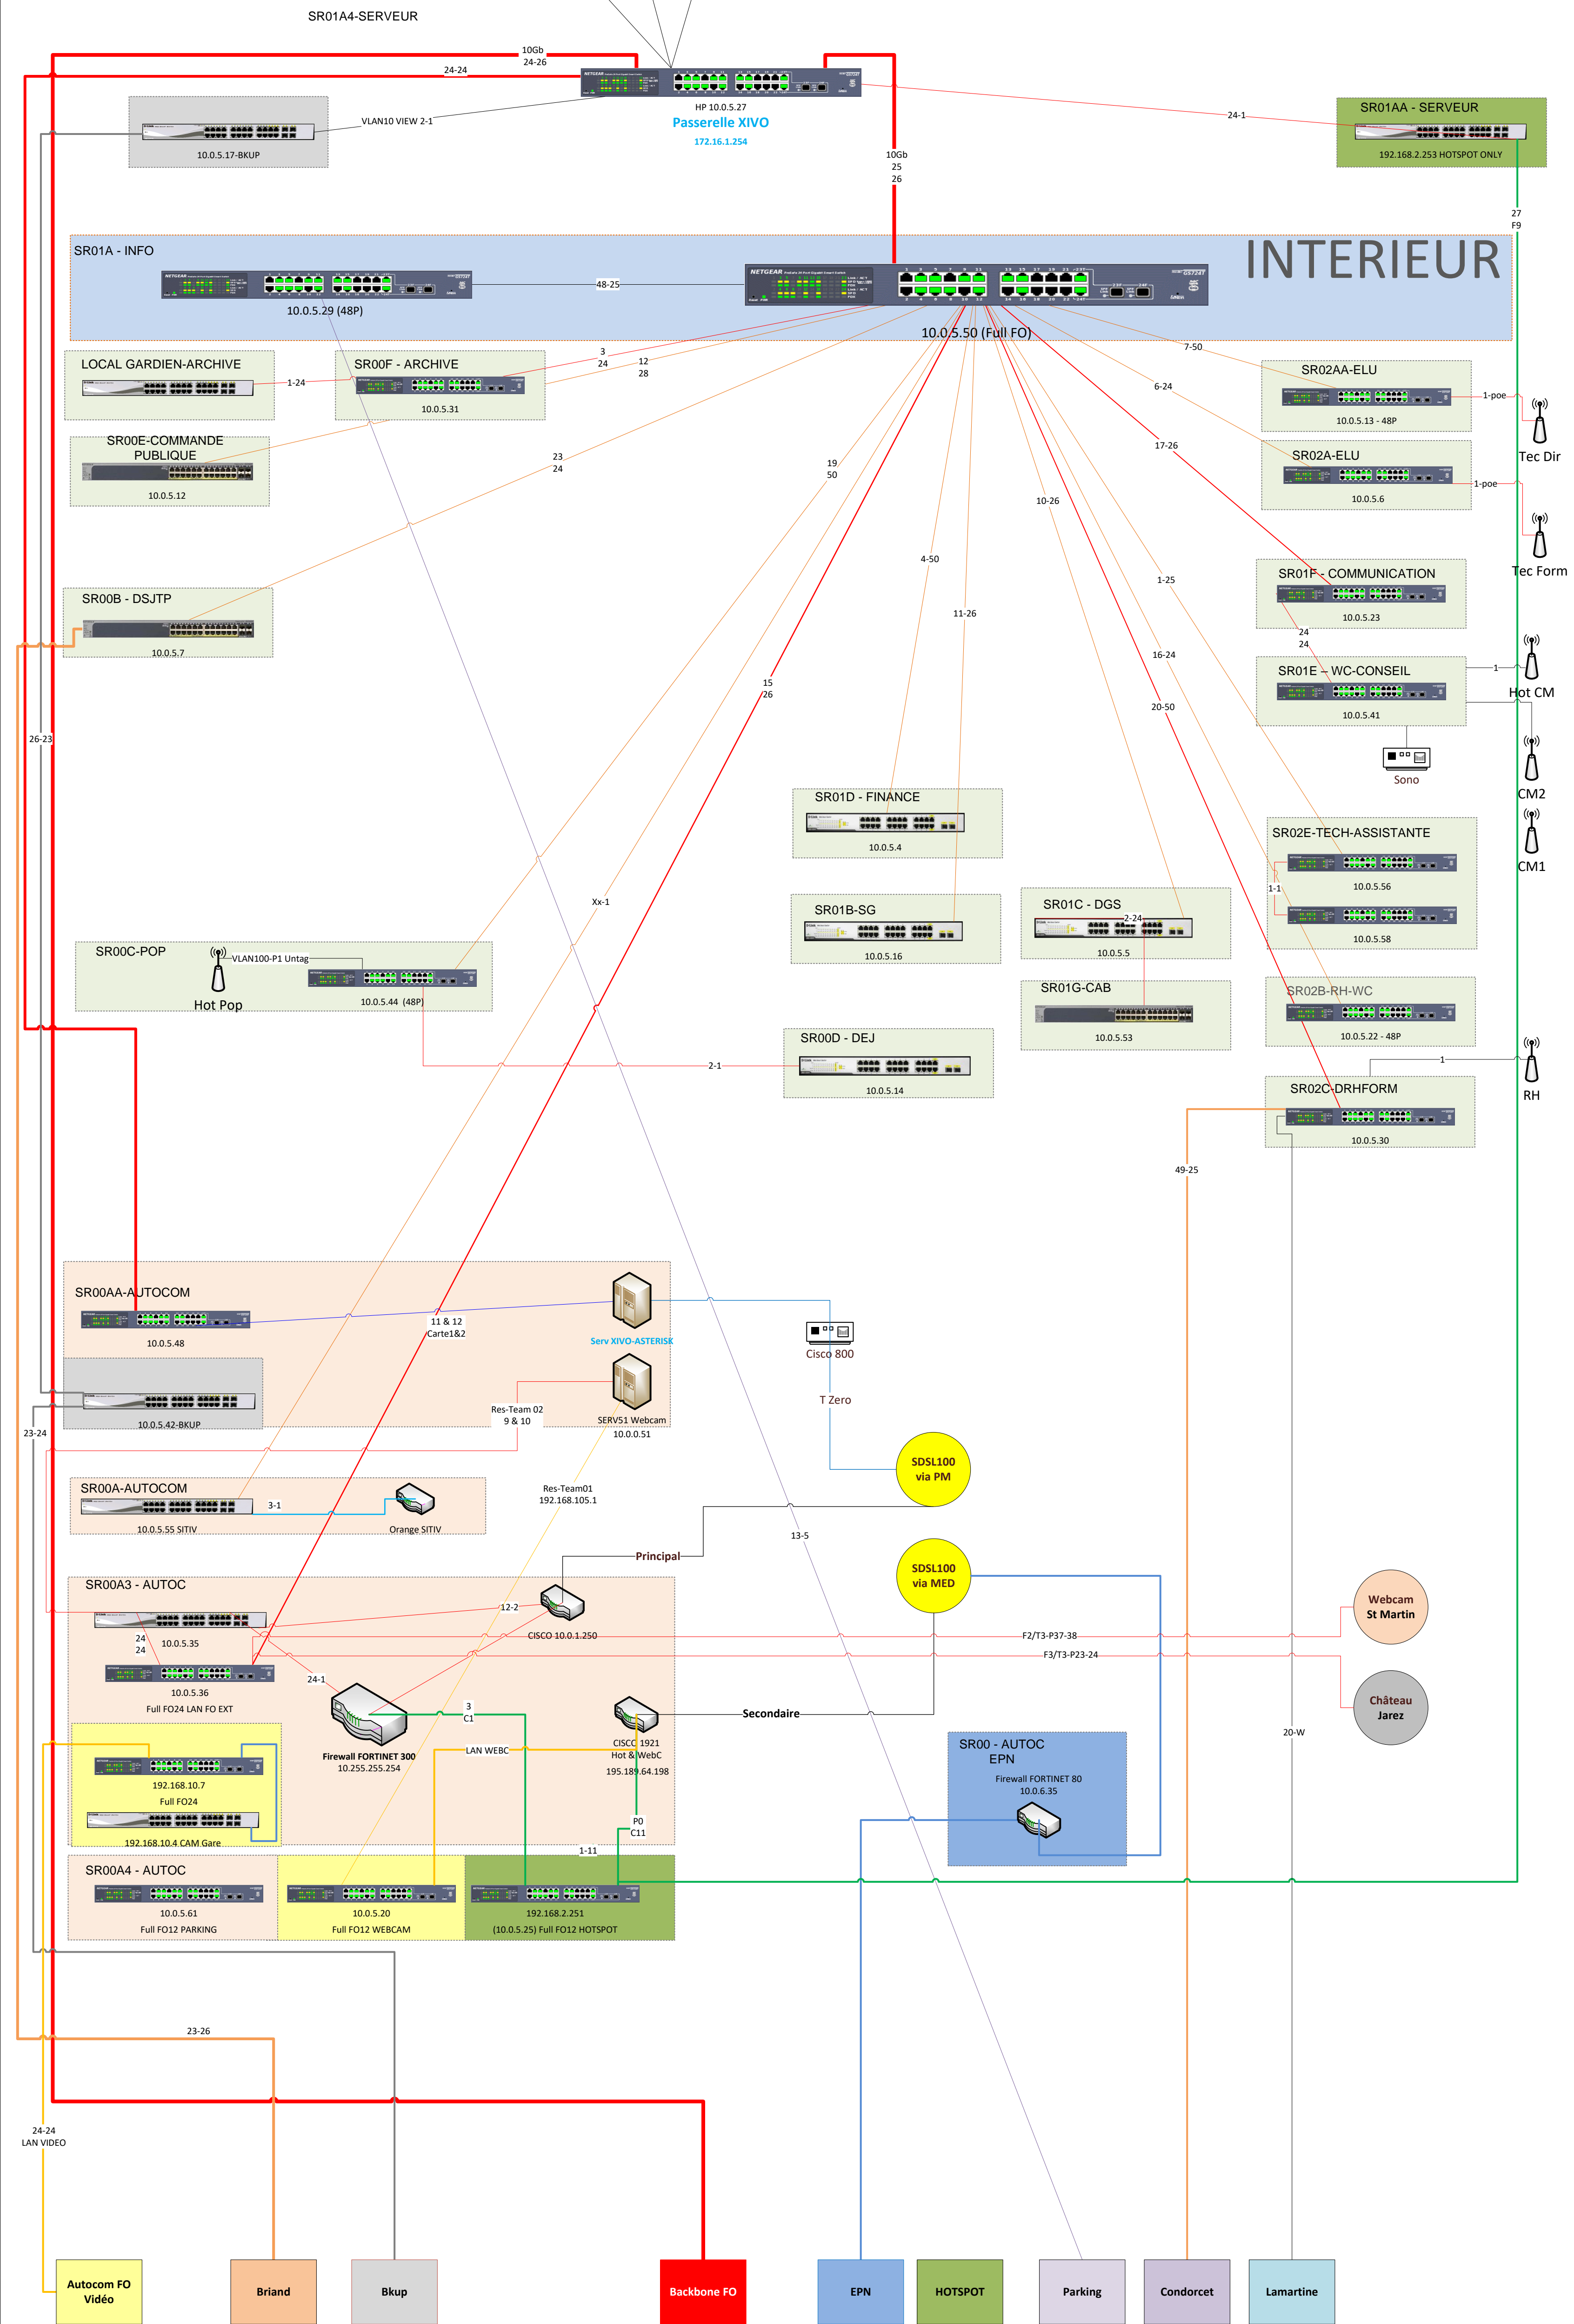 SR01A4-SERVEUR
10Gb
24-26
24-24
NETGEAR
HP 10.0.5.27
Passerelle XIVO
172.16.1.254
VLAN10 VIEW 2-1
10.0.5.17-BKUP
24-1
SR01AA - SERVEUR
192.168.2.253 HOTSPOT ONLY
10Gb
25
26
27
F9
SR01A - INFO
INTERIEUR
NETGEAR
10.0.5.29 (48P)
48-25
NETGEAR
GS724T
10.0.5.50 (Full FO)
LOCAL GARDIEN-ARCHIVE
1-24
SR00F - ARCHIVE
10.0.5.31
3
24
12
28
7-50
6-24
SR02AA-ELU
10.0.5.13 - 48P
1-poe
Tec Dir
SR02A-ELU
10.0.5.6
1-poe
Tec Form
SR00E-COMMANDE
PUBLIQUE
10.0.5.12
23
24
19
50
17-26
10-26
4-50
11-26
1-25
16-24
20-50
15
26
SR00B - DSJTP
10.0.5.7
SR01F - COMMUNICATION
10.0.5.23
24
24
SR01E – WC-CONSEIL
10.0.5.41
1
Hot CM
Sono
CM2
CM1
26-23
SR01D - FINANCE
10.0.5.4
SR02E-TECH-ASSISTANTE
10.0.5.56
1-1
10.0.5.58
Xx-1
SR01B-SG
10.0.5.16
SR01C - DGS
2-24
10.0.5.5
SR00C-POP
VLAN100-P1 Untag
Hot Pop
10.0.5.44 (48P)
SR01G-CAB
10.0.5.53
SR02B-RH-WC
10.0.5.22 - 48P
SR00D - DEJ
10.0.5.14
2-1
1
RH
SR02C-DRHFORM
10.0.5.30
49-25
SR00AA-AUTOCOM
10.0.5.48
11 & 12
Carte1&2
Serv XIVO-ASTERISK
Cisco 800
T Zero
10.0.5.42-BKUP
23-24
Res-Team 02
9 & 10
SERV51 Webcam
10.0.0.51
SDSL100
via PM
SR00A-AUTOCOM
3-1
10.0.5.55 SITIV
Orange SITIV
Res-Team01
192.168.105.1
13-5
Principal
SDSL100
via MED
SR00A3 - AUTOC
12-2
CISCO 10.0.1.250
24
24
10.0.5.35
10.0.5.36
Full FO24 LAN FO EXT
24-1
F2/T3-P37-38
F3/T3-P23-24
Webcam
St Martin
Château
Jarez
3
C1
Secondaire
Firewall FORTINET 300
10.255.255.254
LAN WEBC
CISCO 1921
Hot & WebC
195.189.64.198
20-W
SR00 - AUTOC
EPN
Firewall FORTINET 80
10.0.6.35
192.168.10.7
Full FO24
192.168.10.4 CAM Gare
P0
C11
1-11
SR00A4 - AUTOC
10.0.5.61
Full FO12 PARKING
10.0.5.20
Full FO12 WEBCAM
192.168.2.251
(10.0.5.25) Full FO12 HOTSPOT
23-26
24-24
LAN VIDEO
Autocom FO
Vidéo
Briand
Bkup
Backbone FO
EPN
HOTSPOT
Parking
Condorcet
Lamartine